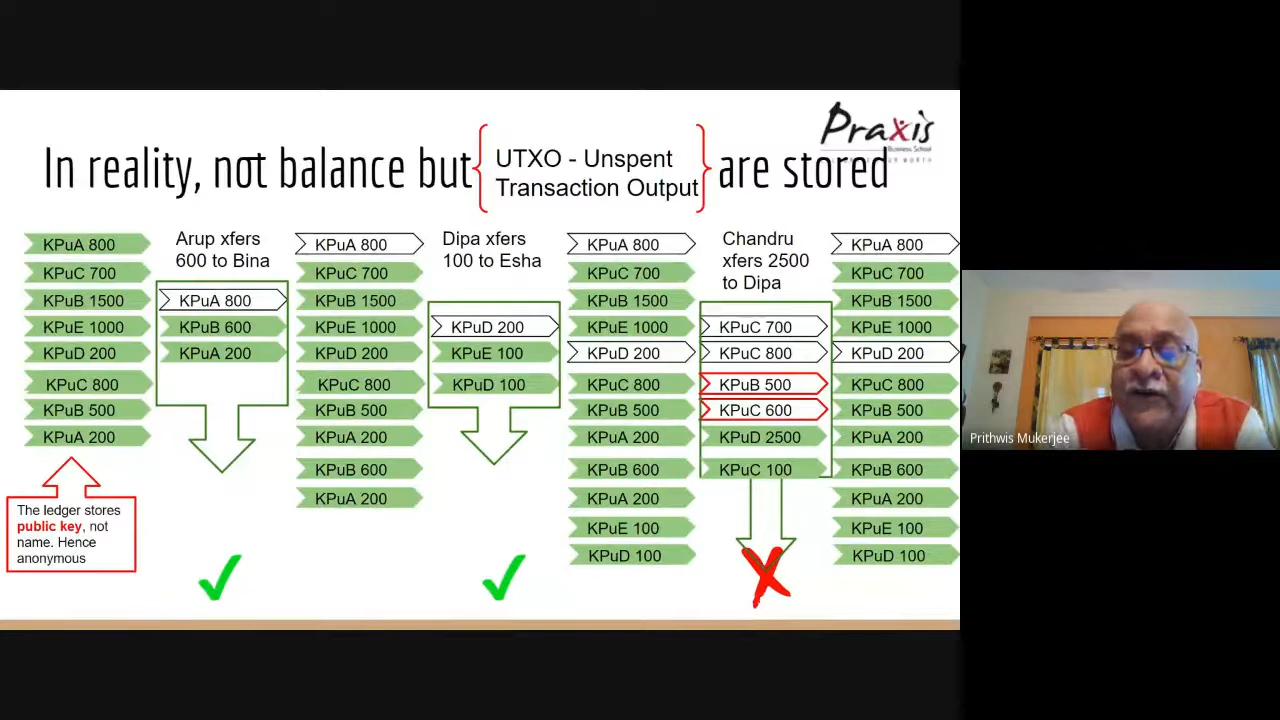 Praxis
Business School
In reality, not balance but
UTXO - Unspent
Transaction Output
are stored
KPuA 800
KPuC 700
KPuB 1500
KPuE 1000
KPuD 200
KPuC 800
KPuB 500
KPuA 200
The ledger stores
public key, not
name. Hence
anonymous
Arup xfers
600 to Bina
KPuA 800
KPuB 600
KPuA 200
KPuA 800
KPuC 700
KPuB 1500
KPuE 1000
KPuD 200
KPuC 800
KPuB 500
KPuA 200
KPuB 600
KPuA 200
Dipa xfers
100 to Esha
KPuD 200
KPuE 100
KPuD 100
KPuA 800
KPuC 700
KPuB 1500
KPuE 1000
KPuD 200
KPuC 800
KPuB 500
KPuA 200
KPuB 600
KPuA 200
KPuE 100
KPuD 100
Chandru
xfers 2500
to Dipa
KPuC 700
KPuC 800
KPuB 500
KPuC 600
KPuD 2500
KPuC 100
KPuA 800
KPuC 700
KPuB 1500
KPuE 1000
KPuD 200
KPuC 800
KPuB 500
KPuA 200
KPuB 600
KPuA 200
KPuE 100
KPuD 100
Prithwis Mukerjee